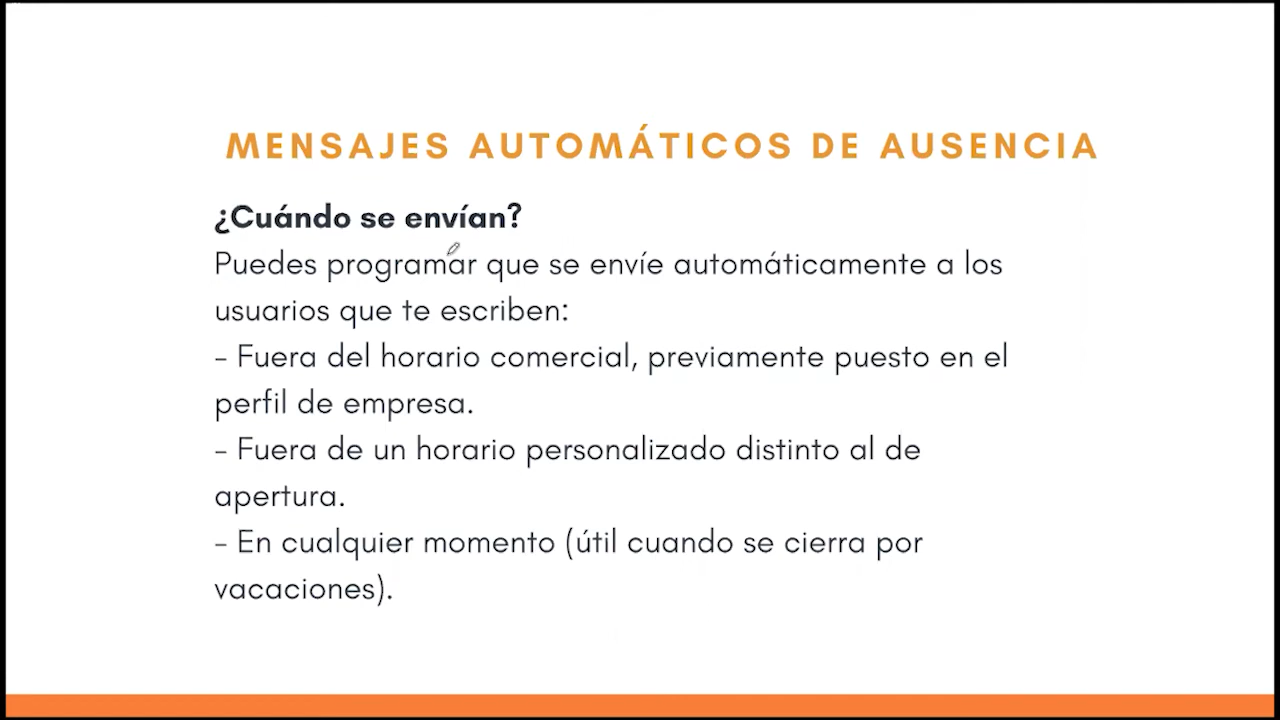 MENSAJES AUTOMÁTICOS DE AUSENCIA
¿Cuándo se envían?
Puedes programar que se envíe automáticamente a los
usuarios que te escriben:
- Fuera del horario comercial, previamente puesto en el
perfil de empresa.
- Fuera de un horario personalizado distinto al de
apertura.
- En cualquier momento (útil cuando se cierra por
vacaciones).